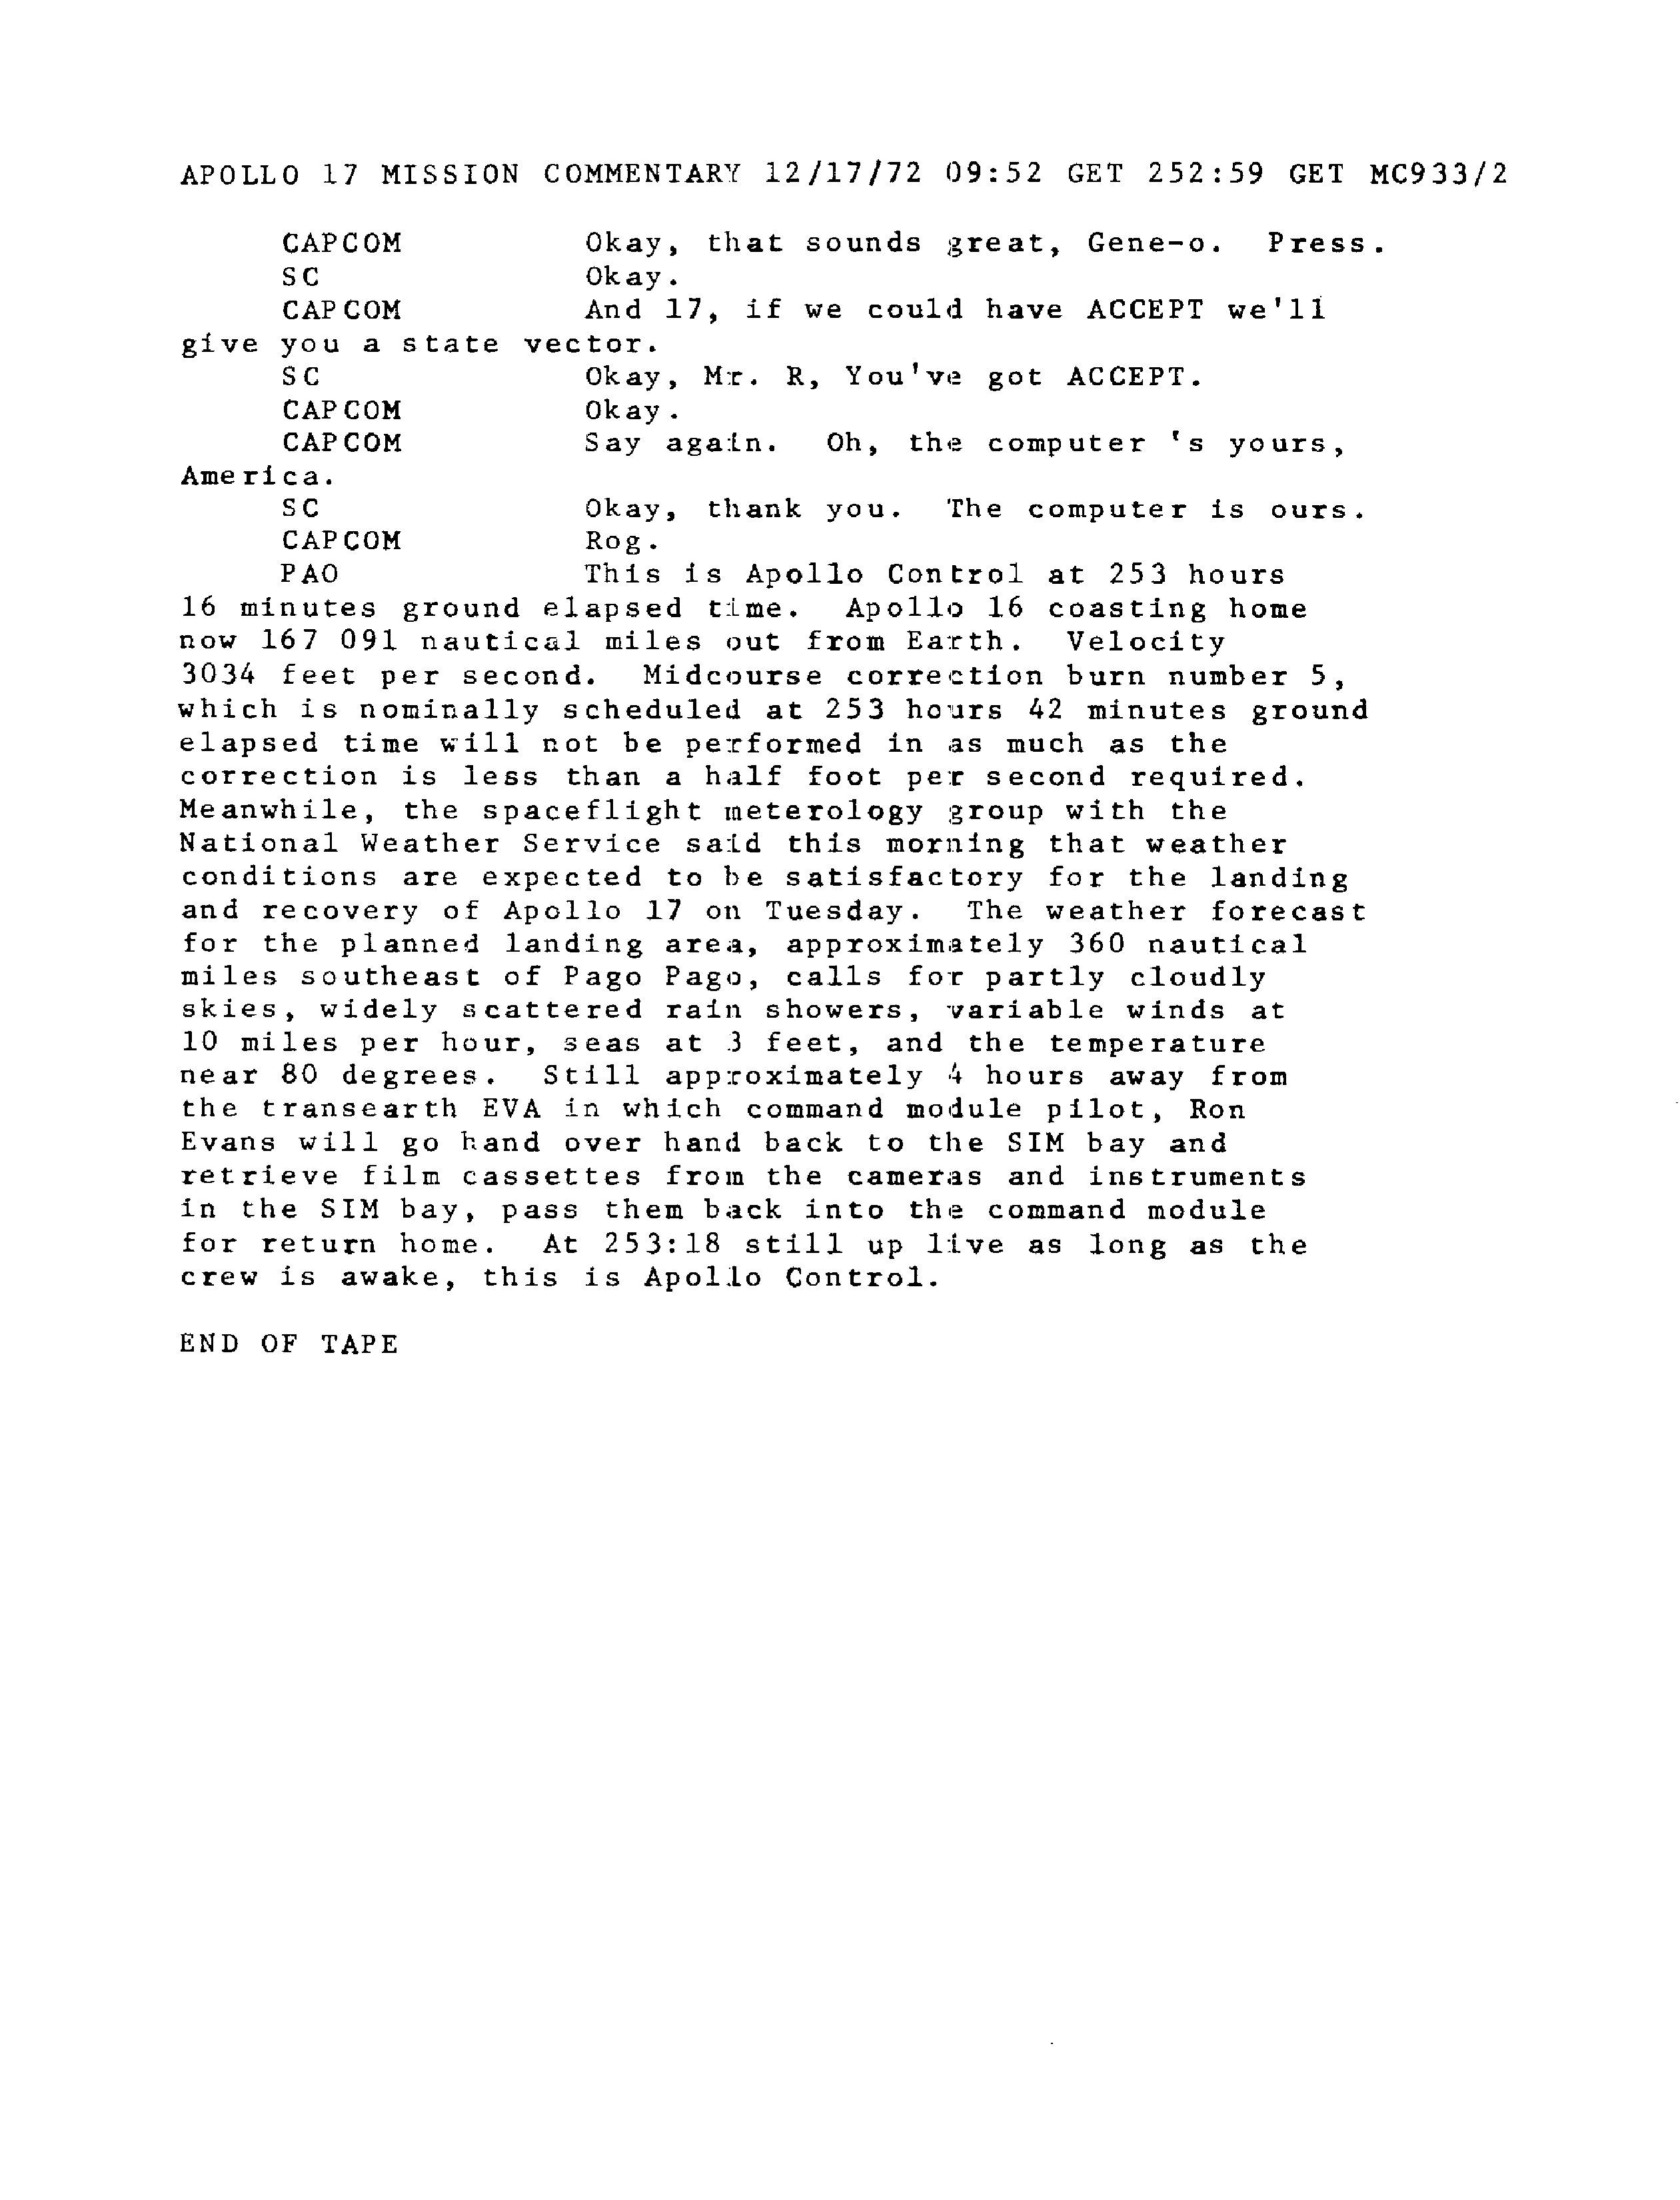 APOLLO 17 MISSION COMMENTARY 12/17/72 09:52 GET 252:59 GET MC933/2
CAPCOM Okay, that sounds great, Gene-o. Press.
SC Okay.
CAPCOM And 17, if we could have ACCEPT we'll
give you a state vector.
SC Okay, Mr. R, You've got ACCEPT.
CAPCOM Okay.
CAPCOM Say again. Oh, the computer 's yours,
America.
SC Okay, thank you. The computer is ours.
CAPCOM Rog.
PAO This is Apollo Control at 253 hours
16 minutes ground elapsed time. Apollo 16 coasting home
now 167 091 nautical miles out from Earth. Velocity
3034 feet per second. Midcourse correction burn number 5,
which is nominally scheduled at 253 hours 42 minutes ground
elapsed time will not be performed in as much as the
correction is less than a half foot per second required.
Meanwhile, the spaceflight meterology group with the
National Weather Service said this morning that weather
conditions are expected to be satisfactory for the landing
and recovery of Apollo 17 on Tuesday. The weather forecast
for the planned landing area, approximately 360 nautical
miles southeast of Pago Pago, calls for partly cloudly
skies, widely scattered rain showers, variable winds at
10 miles per hour, seas at 3 feet, and the temperature
near 80 degrees. Still approximately 4 hours away from
the transearth EVA in which command module pilot, Ron
Evans will go hand over hand back to the SIM bay and
retrieve film cassettes from the cameras and instruments
in the SIM bay, pass them back into the command module
for return home. At 253:18 still up live as long as the
crew is awake, this is Apollo Control.
END OF TAPE